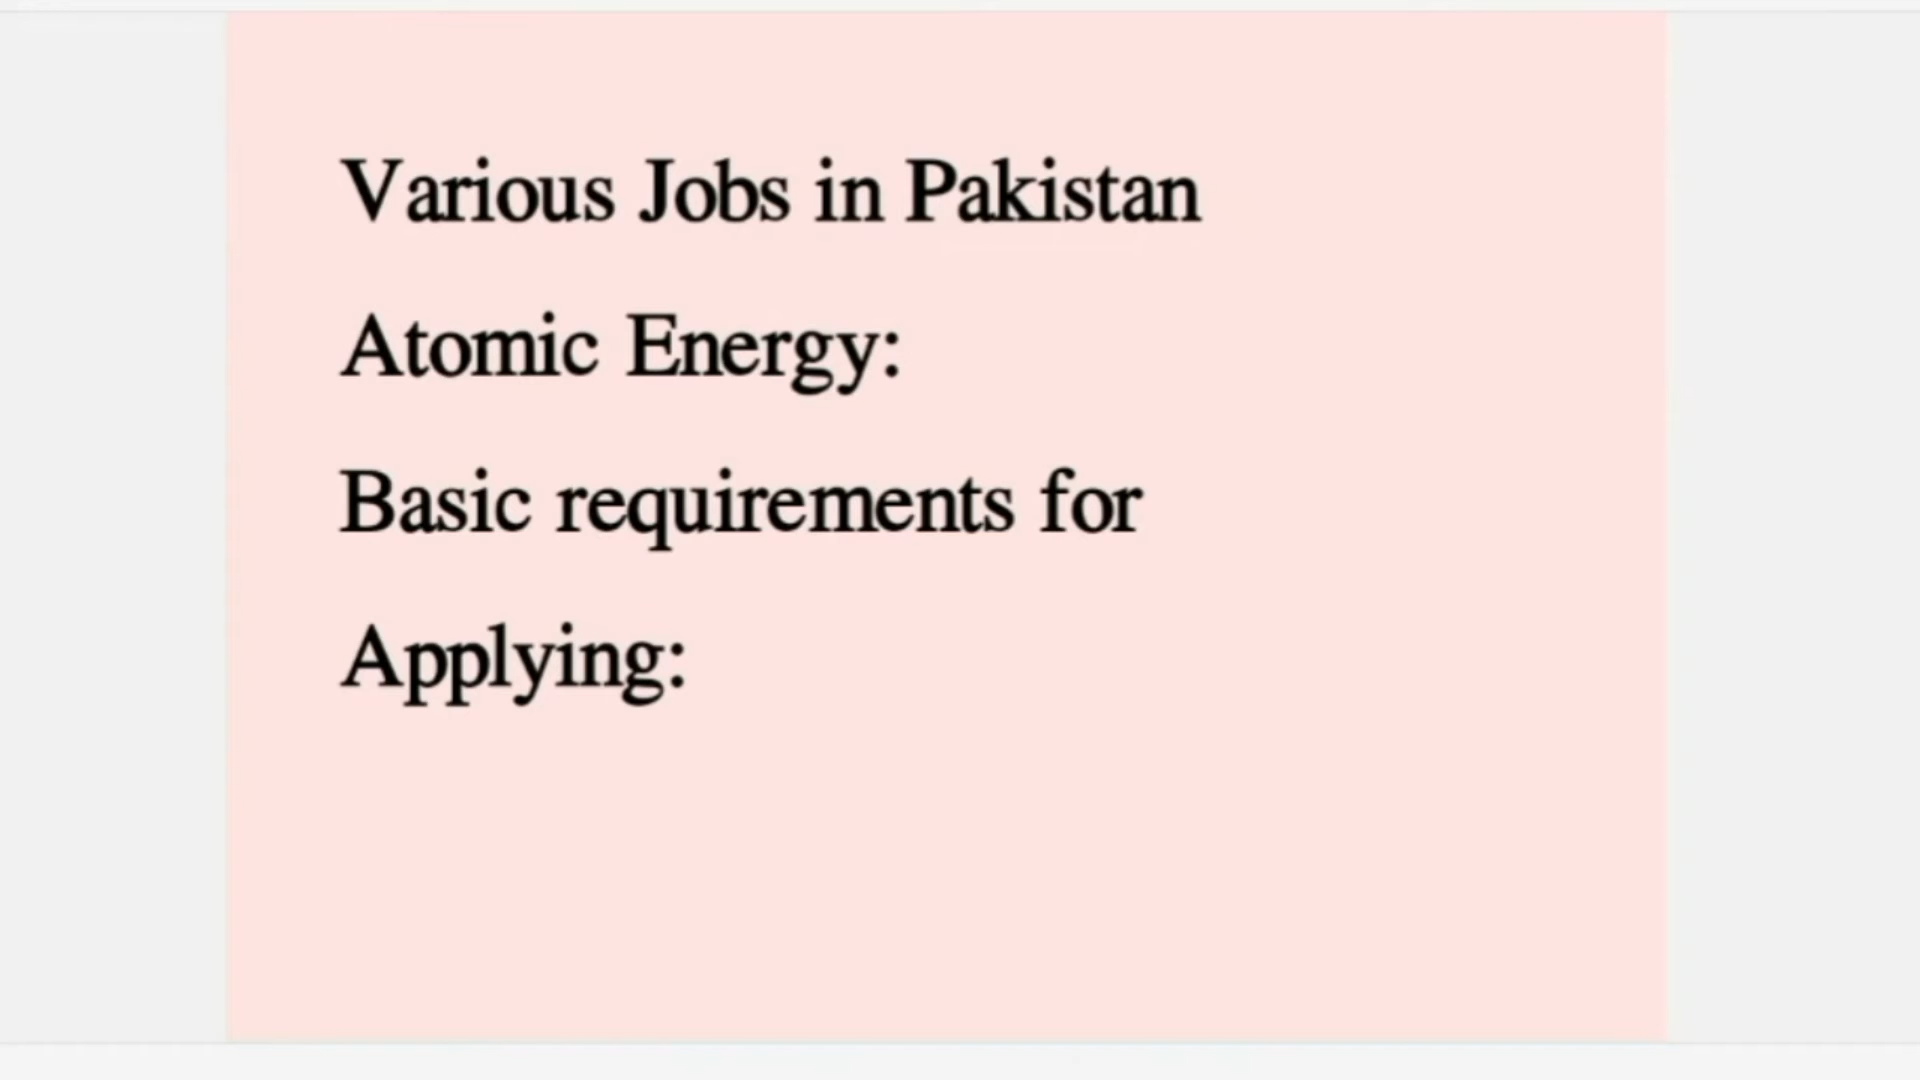 Various Jobs in Pakistan
Atomic Energy:
Basic requirements for
Applying: